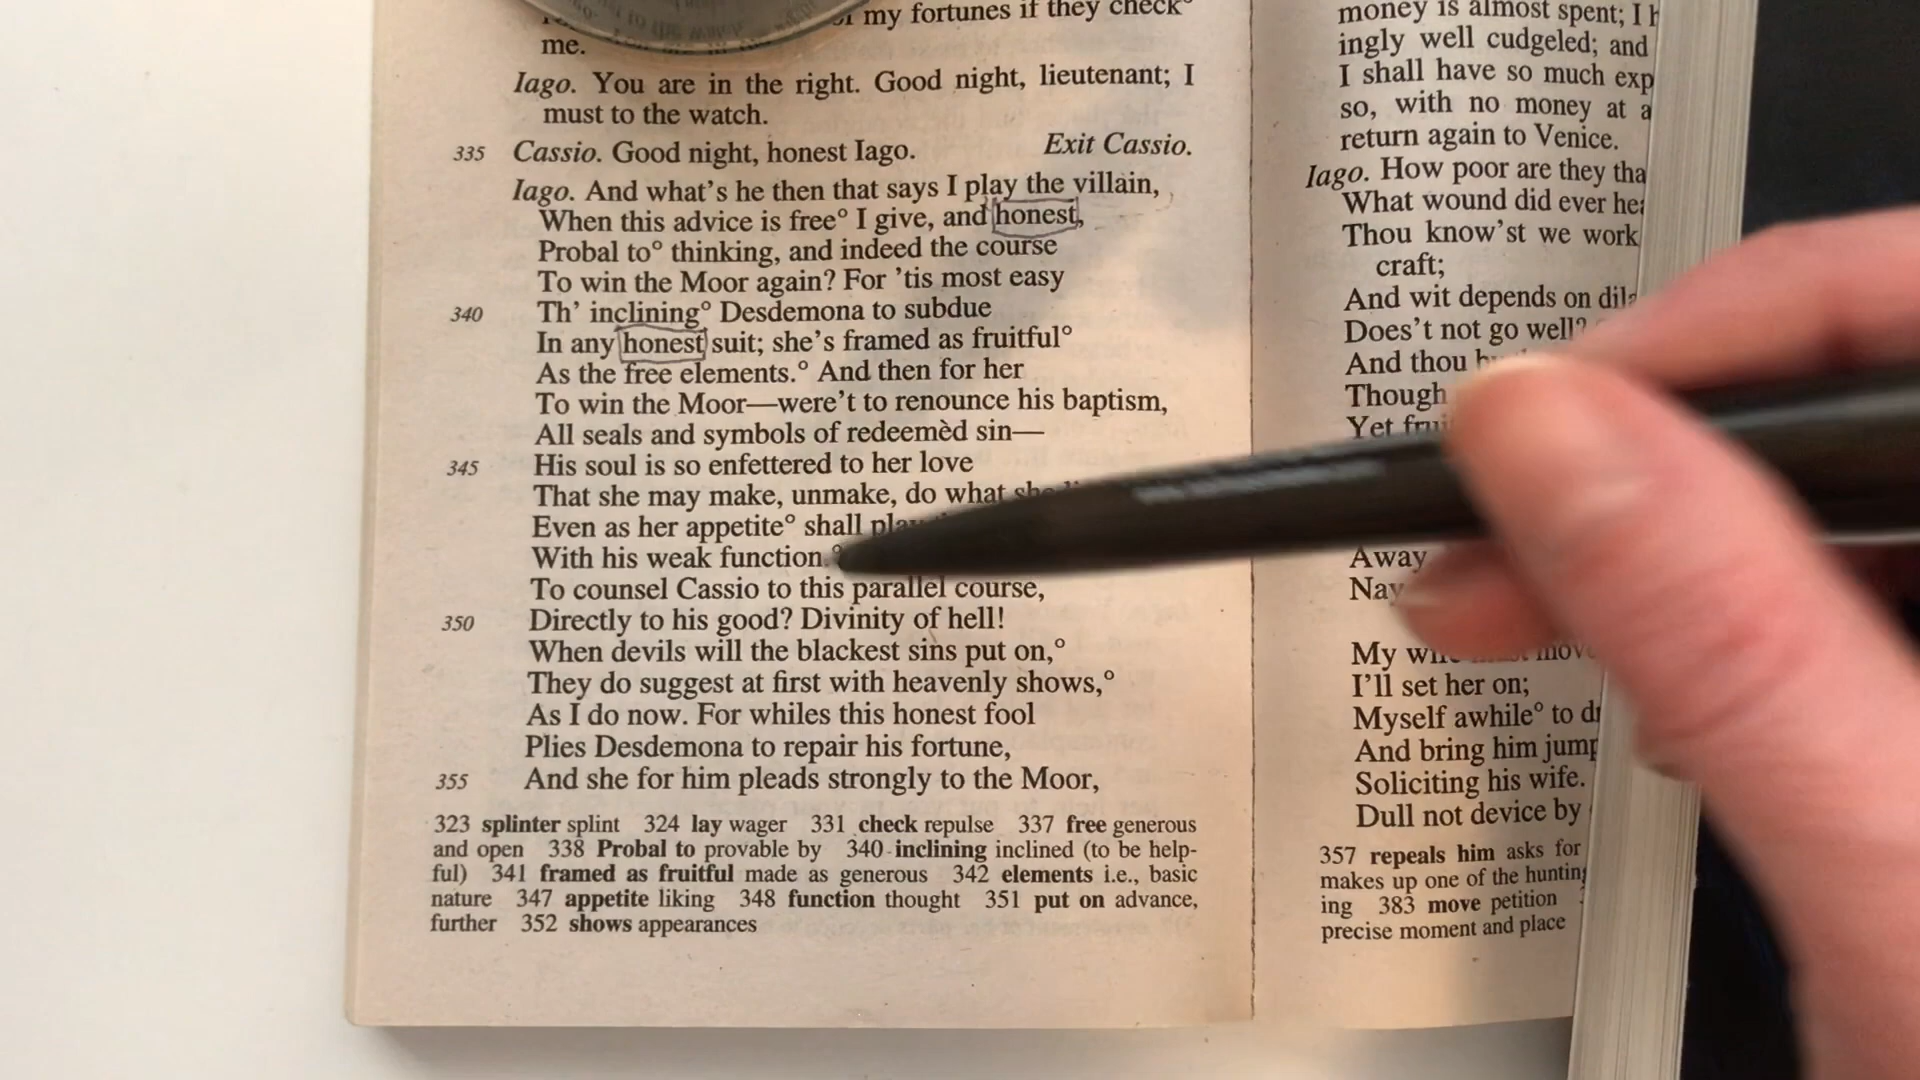 my fortunes if they check°
me.
Iago. You are in the right. Good night, lieutenant; I
must to the watch.
335 Cassio. Good night, honest Iago. Exit Cassio.
Iago. And what's he then that says I play the villain,
When this advice is free° I give, and honest,
Probal to° thinking, and indeed the course
To win the Moor again? For 'tis most easy
340 Th' inclining° Desdemona to subdue
In any honest suit; she's framed as fruitful°
As the free elements.° And then for her
To win the Moor—were't to renounce his baptism,
All seals and symbols of redeemèd sin—
345 His soul is so enfettered to her love
That she may make, unmake, do what she
Even as her appetite° shall play
With his weak function.°
To counsel Cassio to this parallel course,
350 Directly to his good? Divinity of hell!
When devils will the blackest sins put on,°
They do suggest at first with heavenly shows,°
As I do now. For whiles this honest fool
Plies Desdemona to repair his fortune,
355 And she for him pleads strongly to the Moor,
323 splinter splint 324 lay wager 331 check repulse 337 free generous
and open 338 Probal to provable by 340 inclining inclined (to be help-
ful) 341 framed as fruitful made as generous 342 elements i.e., basic
nature 347 appetite liking 348 function thought 351 put on advance,
further 352 shows appearances
money is almost spent; I
ingly well cudgeled; and
I shall have so much exp
so, with no money at a
return again to Venice.
Iago. How poor are they tha
What wound did ever
Thou know'st we work
craft;
And wit depends on
Does't not go well?
And thou
Though
Yet
Away
Nay
My
I'll set her on;
Myself awhile° to
And bring him jump
Soliciting his wife.
Dull not device by
357 repeals him asks for
makes up one of the
ing 383 move petition
precise moment and place